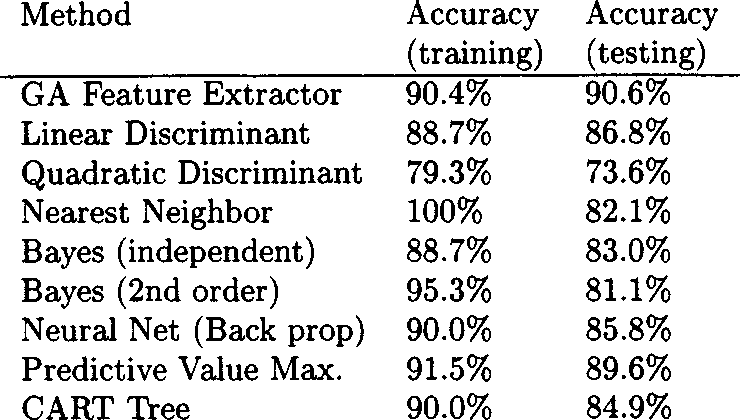 Method Accuracy Accuracy
(training) (testing)
GA Feature Extractor 90.4% 90.6%
Linear Discriminant 88.7% 86.8%
Quadratic Discriminant 79.3% 73.6%
Nearest Neighbor 100% 82.1%
Bayes (independent) 88.7% 83.0%
Bayes (2nd order) 95.3% 81.1%
Neural Net (Back prop) 90.0% 85.8%
Predictive Value Max. 91.5% 89.6%
CART Tree 90.0% 84.9%